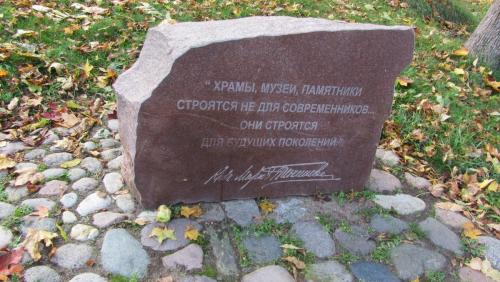 "ХРАМЫ, МУЗЕИ, ПАМЯТНИКИ
СТРОЯТСЯ НЕ ДЛЯ СОВРЕМЕННИКОВ...
ОНИ СТРОЯТСЯ
ДЛЯ БУДУЩИХ ПОКОЛЕНИЙ"